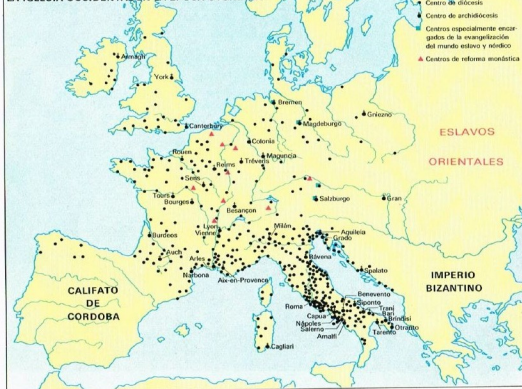 Centro de diócesis
Centro de archidiócesis
Centros especialmente encar-
gados de la evangelización
del mundo eslavo y nórdico
Centros de reforma monástica
Armagh
York
Canterbury
Bremen
Magdeburgo
Gniezno
Colonia
Rouen
Reims
Tréveris
Maguncia
ESLAVOS
ORIENTALES
Sens
Tours
Bourges
Besançon
Salzburgo
Gran
Lyon
Vienne
Milán
Aquileia
Grado
Burdeos
Auch
Arles
Narbona
Aix-en-Provence
Rávena
Spalato
CALIFATO
DE
CORDOBA
IMPERIO
BIZANTINO
Roma
Benevento
Siponto
Trani
Bari
Brindisi
Otranto
Tarento
Capua
Nápoles
Salerno
Amalfi
Cagliari